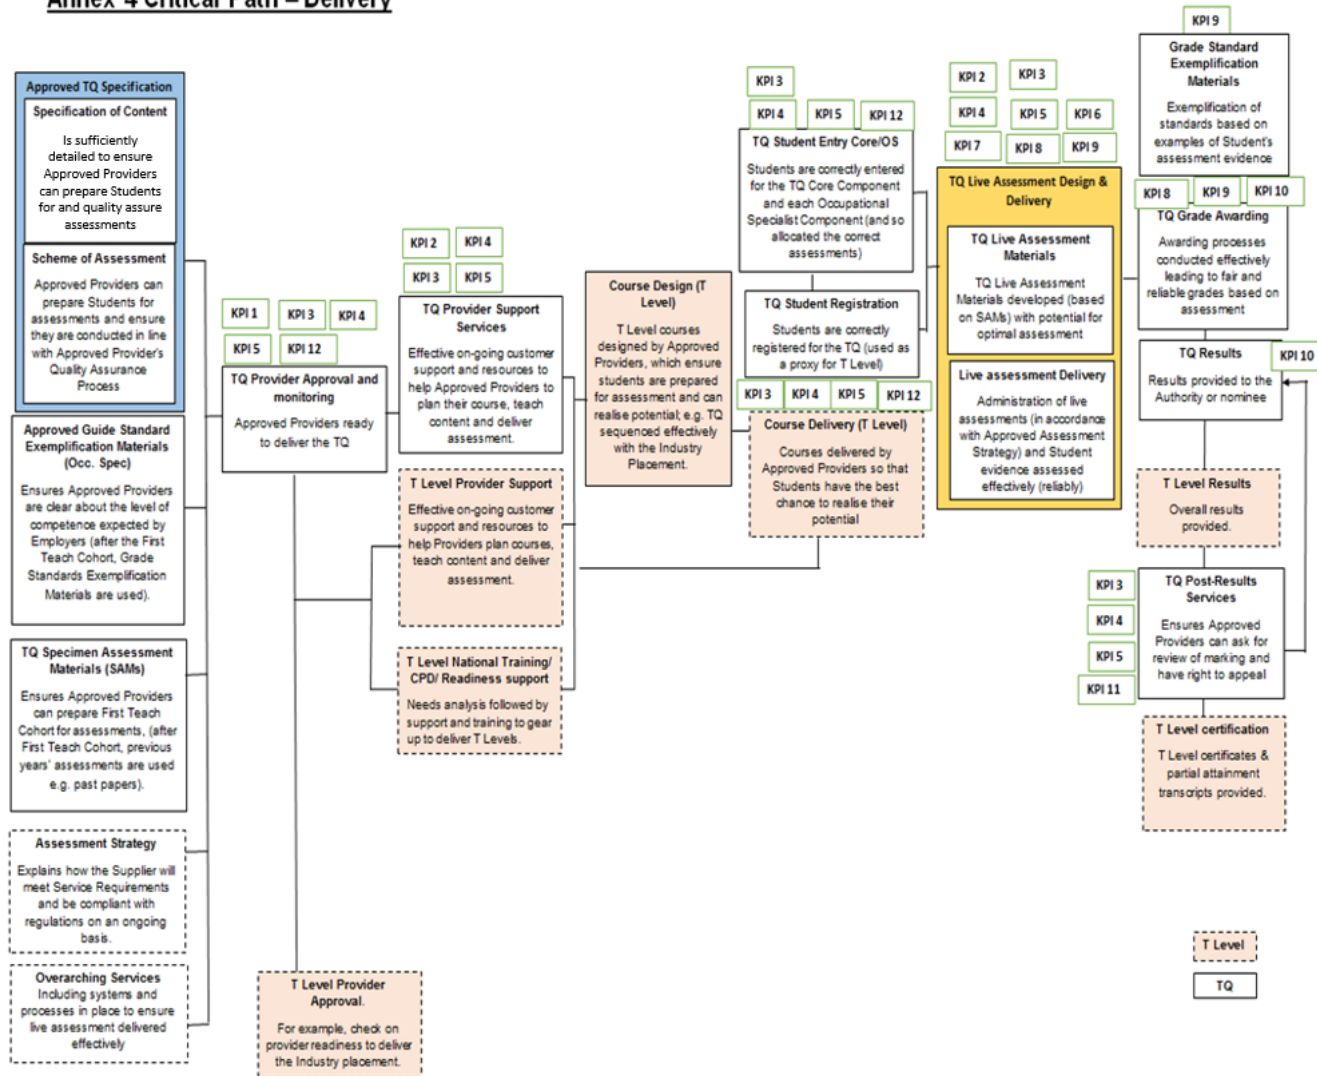 Annex 4 Critical Path – Delivery
Approved TQ Specification
Specification of Content
Is sufficiently
detailed to ensure
Approved Providers
can prepare Students
for and quality assure
assessments
Scheme of Assessment
Approved Providers can
prepare Students for
assessments and ensure
they are conducted in line
with Approved Provider's
Quality Assurance
Process
Approved Guide Standard
Exemplification Materials
(Occ. Spec)
Ensures Approved Providers
are clear about the level of
competence expected by
Employers (after the First
Teach Cohort, Grade
Standards Exemplification
Materials are used).
TQ Specimen Assessment
Materials (SAMs)
Ensures Approved Providers
can prepare First Teach
Cohort for assessments, (after
First Teach Cohort, previous
years' assessments are used
e.g. past papers).
Assessment Strategy
Explains how the Supplier will
meet Service Requirements
and be compliant with
regulations on an ongoing
basis.
Overarching Services
Including systems and
processes in place to ensure
live assessment delivered
effectively
KPI 1
KPI 3
KPI 4
KPI 5
KPI 12
TQ Provider Approval and
monitoring
Approved Providers ready
to deliver the TQ
T Level Provider
Approval.
For example, check on
provider readiness to deliver
the Industry placement.
KPI 2
KPI 4
KPI 3
KPI 5
TQ Provider Support
Services
Effective on-going customer
support and resources to
help Approved Providers to
plan their course, teach
content and deliver
assessment.
T Level Provider Support
Effective on-going customer
support and resources to
help Providers plan courses,
teach content and deliver
assessment.
T Level National Training/
CPD/ Readiness support
Needs analysis followed by
support and training to gear
up to deliver T Levels.
Course Design (T
Level)
T Level courses
designed by Approved
Providers, which ensure
students are prepared
for assessment and can
realise potential; e.g. TQ
sequenced effectively
with the Industry
Placement.
KPI 3
KPI 4
KPI 5
KPI 12
TQ Student Entry Core/OS
Students are correctly entered
for the TQ Core Component
and each Occupational
Specialist Component (and so
allocated the correct
assessments)
TQ Student Registration
Students are correctly
registered for the TQ (used as
a proxy for T Level)
KPI 3
KPI 4
KPI 5
KPI 12
Course Delivery (T Level)
Courses delivered by
Approved Providers so that
Students have the best
chance to realise their
potential
KPI 2
KPI 3
KPI 4
KPI 5
KPI 6
KPI 7
KPI 8
KPI 9
TQ Live Assessment Design &
Delivery
TQ Live Assessment
Materials
TQ Live Assessment
Materials developed (based
on SAMs) with potential for
optimal assessment
Live assessment Delivery
Administration of live
assessments (in accordance
with Approved Assessment
Strategy) and Student
evidence assessed
effectively (reliably)
KPI 9
Grade Standard
Exemplification
Materials
Exemplification of
standards based on
examples of Student's
assessment evidence
KPI 8
KPI 9
KPI 10
TQ Grade Awarding
Awarding processes
conducted effectively
leading to fair and
reliable grades based on
assessment
TQ Results
KPI 10
Results provided to the
Authority or nominee
T Level Results
Overall results
provided.
KPI 3
KPI 4
KPI 5
KPI 11
TQ Post-Results
Services
Ensures Approved
Providers can ask for
review of marking and
have right to appeal
T Level certification
T Level certificates &
partial attainment
transcripts provided.
T Level
TQ